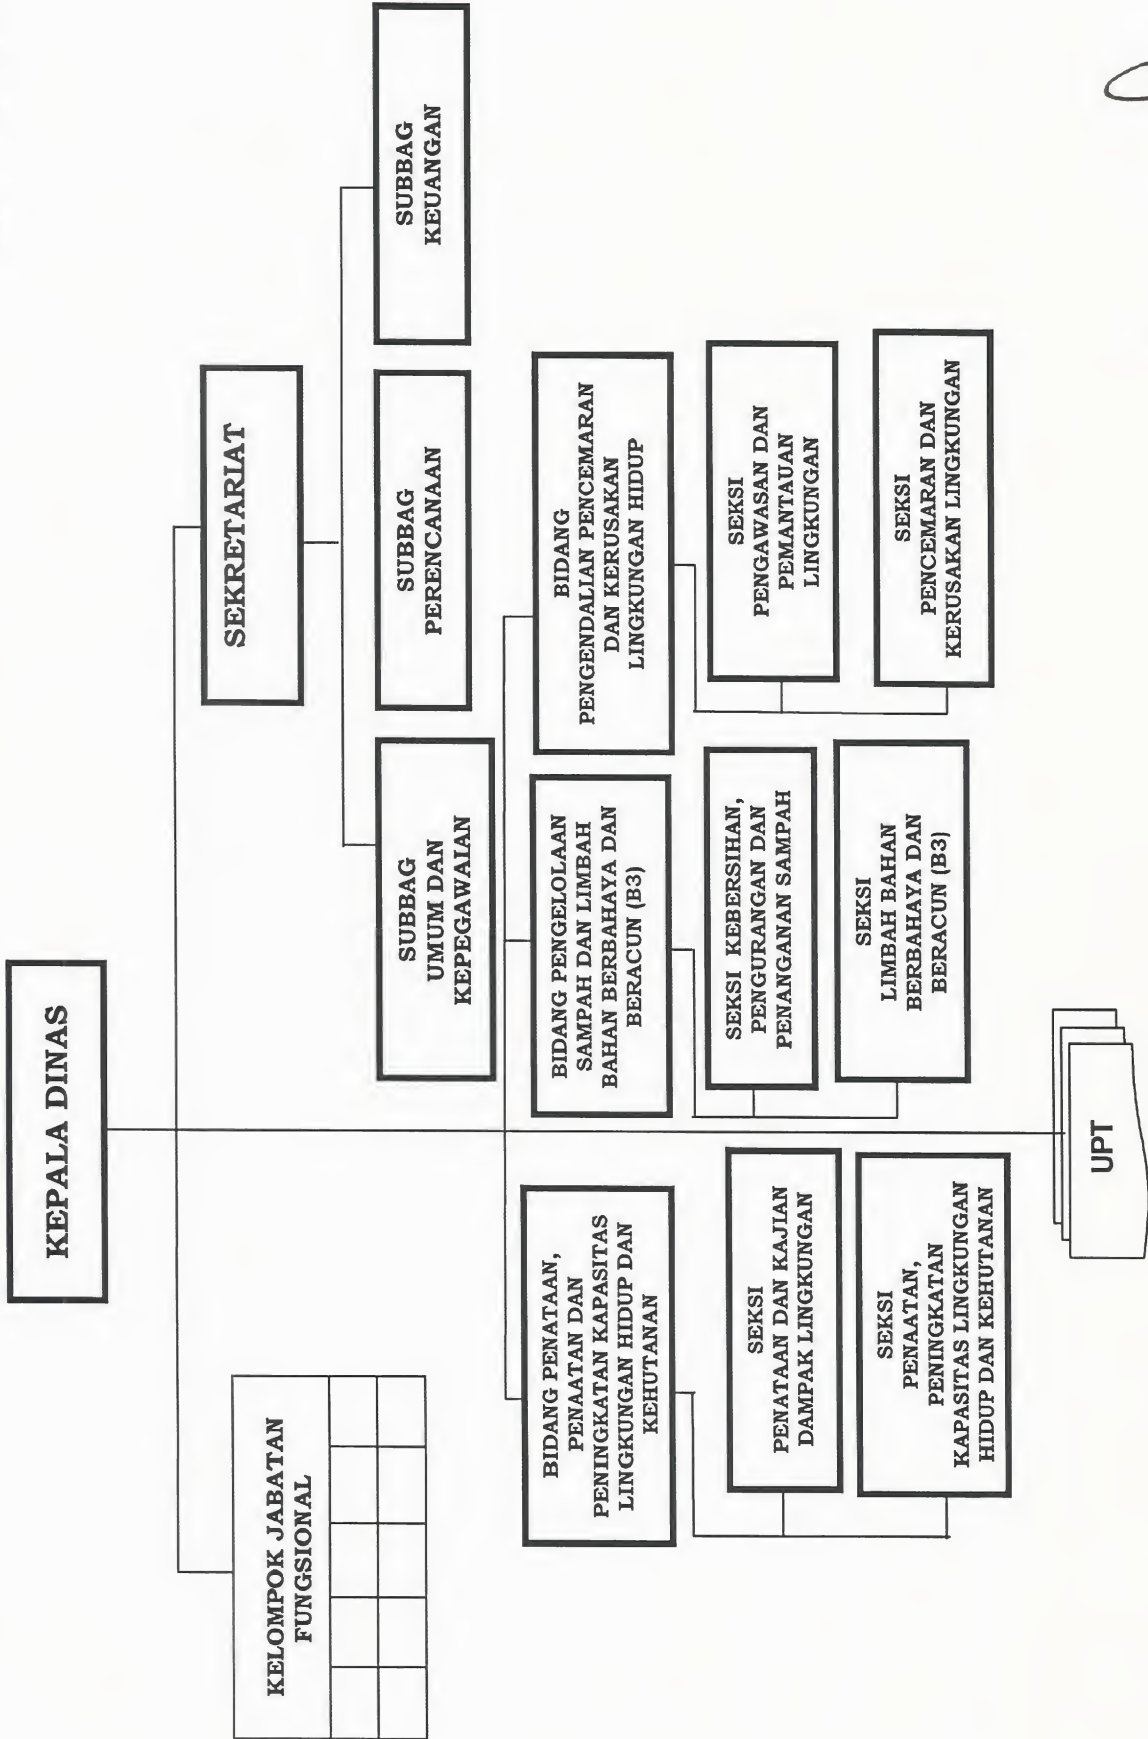 KEPALA DINAS
KELOMPOK JABATAN
FUNGSIONAL
SEKRETARIAT
SUBBAG
UMUM DAN
KEPEGAWAIAN
SUBBAG
PERENCANAAN
SUBBAG
KEUANGAN
BIDANG PENATAAN,
PENAATAN DAN
PENINGKATAN KAPASITAS
LINGKUNGAN HIDUP DAN
KEHUTANAN
BIDANG PENGELOLAAN
SAMPAH DAN LIMBAH
BAHAN BERBAHAYA DAN
BERACUN (B3)
BIDANG
PENGENDALIAN PENCEMARAN
DAN KERUSAKAN
LINGKUNGAN HIDUP
SEKSI
PENATAAN DAN KAJIAN
DAMPAK LINGKUNGAN
SEKSI KEBERSIHAN,
PENGURANGAN DAN
PENANGANAN SAMPAH
SEKSI
PENGAWASAN DAN
PEMANTAUAN
LINGKUNGAN
SEKSI
PENAATAN,
PENINGKATAN
KAPASITAS LINGKUNGAN
HIDUP DAN KEHUTANAN
SEKSI
LIMBAH BAHAN
BERBAHAYA DAN
BERACUN (B3)
SEKSI
PENCEMARAN DAN
KERUSAKAN LINGKUNGAN
UPT